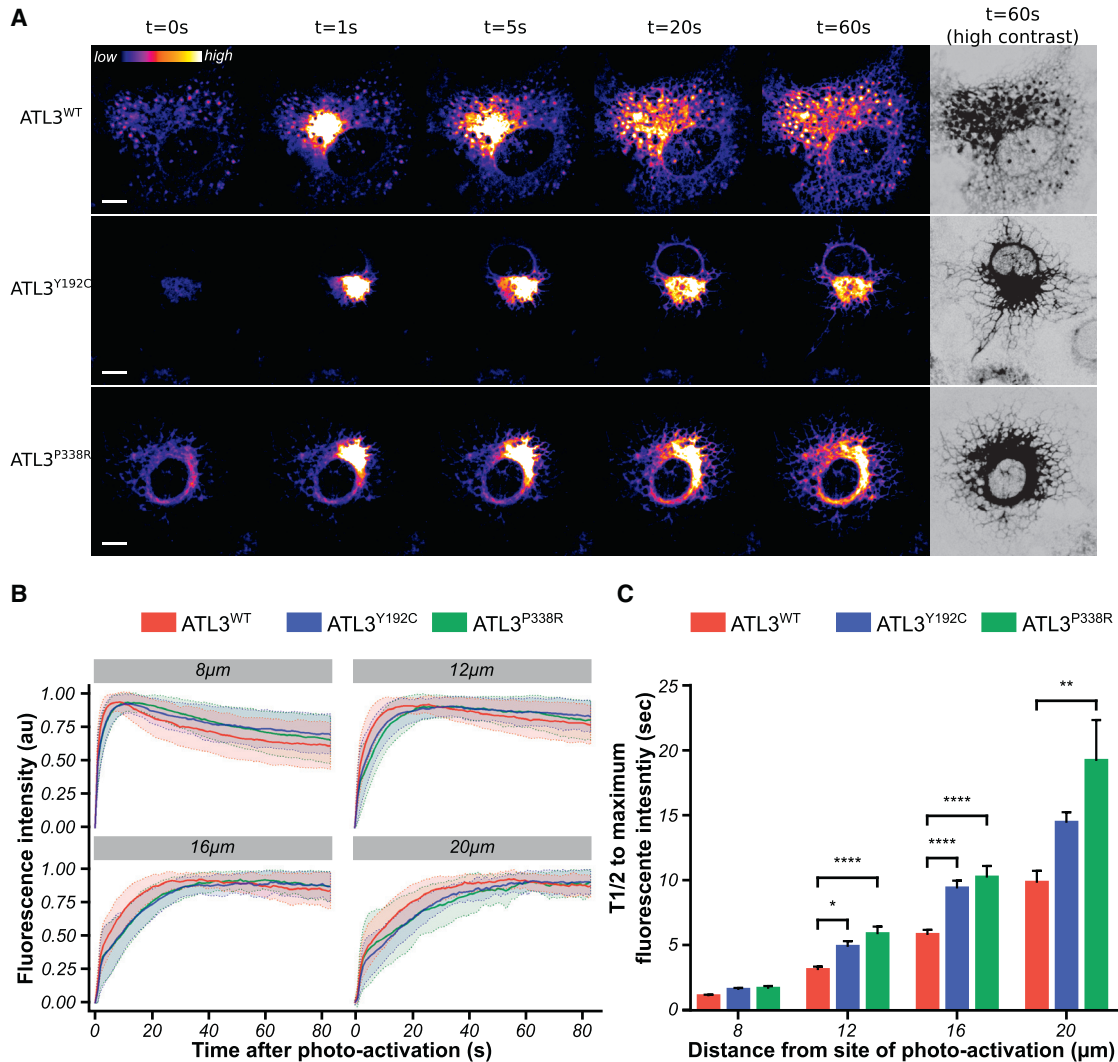 A
t=0s t=1s t=5s t=20s t=60s t=60s
(high contrast)
low high
ATL3WT
ATL3Y192C
ATL3P338R
B
ATL3WT ATL3Y192C ATL3P338R
8μm 12μm
1.00
0.75
0.50
0.25
0.00
16μm 20μm
1.00
0.75
0.50
0.25
0.00
0 20 40 60 80 0 20 40 60 80
Fluorescence intensity (au)
Time after photo-activation (s)
C
ATL3WT ATL3Y192C ATL3P338R
25
20
15
10
5
0
* ****
**** ****
**
8 12 16 20
T1/2 to maximum
fluorescente intesntiy (sec)
Distance from site of photo-activation (μm)